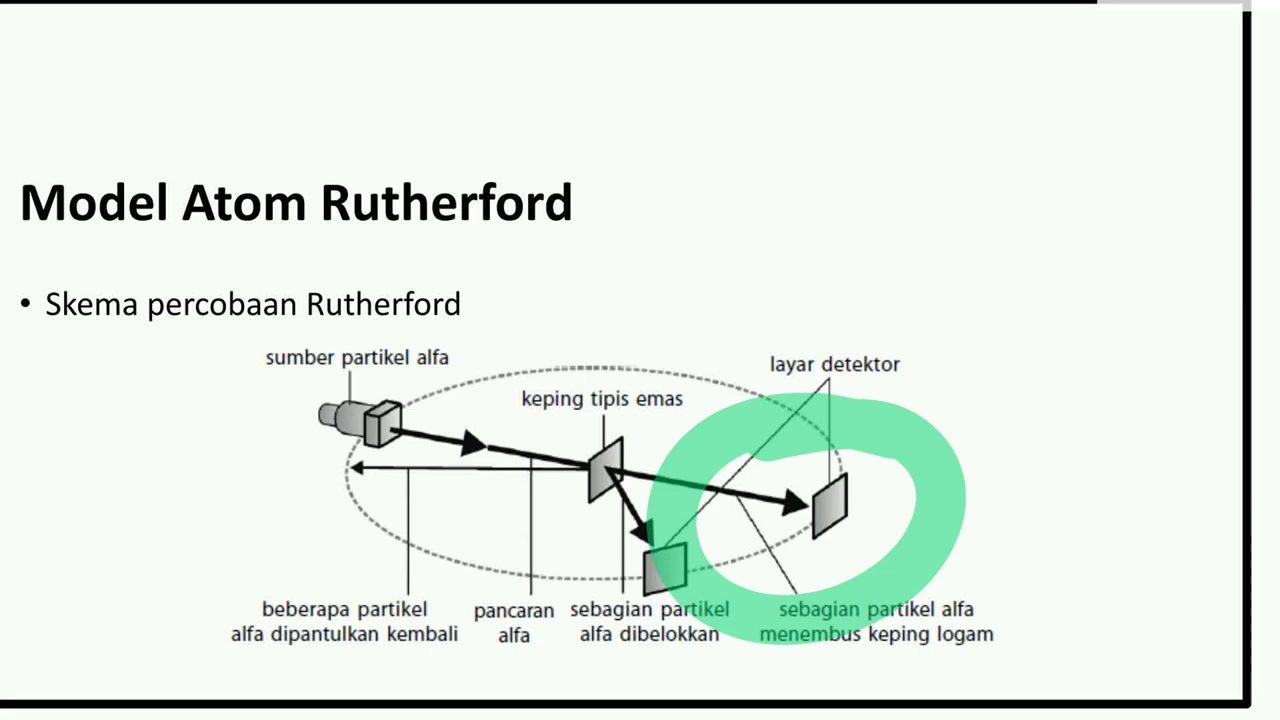 Model Atom Rutherford
• Skema percobaan Rutherford
sumber partikel alfa
layar detektor
keping tipis emas
beberapa partikel
alfa dipantulkan kembali
pancaran
alfa
sebagian partikel
alfa dibelokkan
sebagian partikel alfa
menembus keping logam